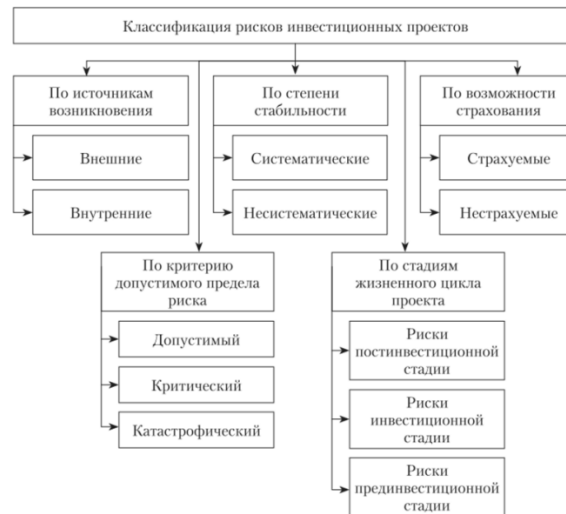 Классификация рисков инвестиционных проектов
По источникам
возникновения
Внешние
Внутренние
По степени
стабильности
Систематические
Несистематические
По возможности
страхования
Страхуемые
Нестрахуемые
По критерию
допустимого предела
риска
Допустимый
Критический
Катастрофический
По стадиям
жизненного цикла
проекта
Риски
постинвестиционной
стадии
Риски
инвестиционной
стадии
Риски
прединвестиционной
стадии